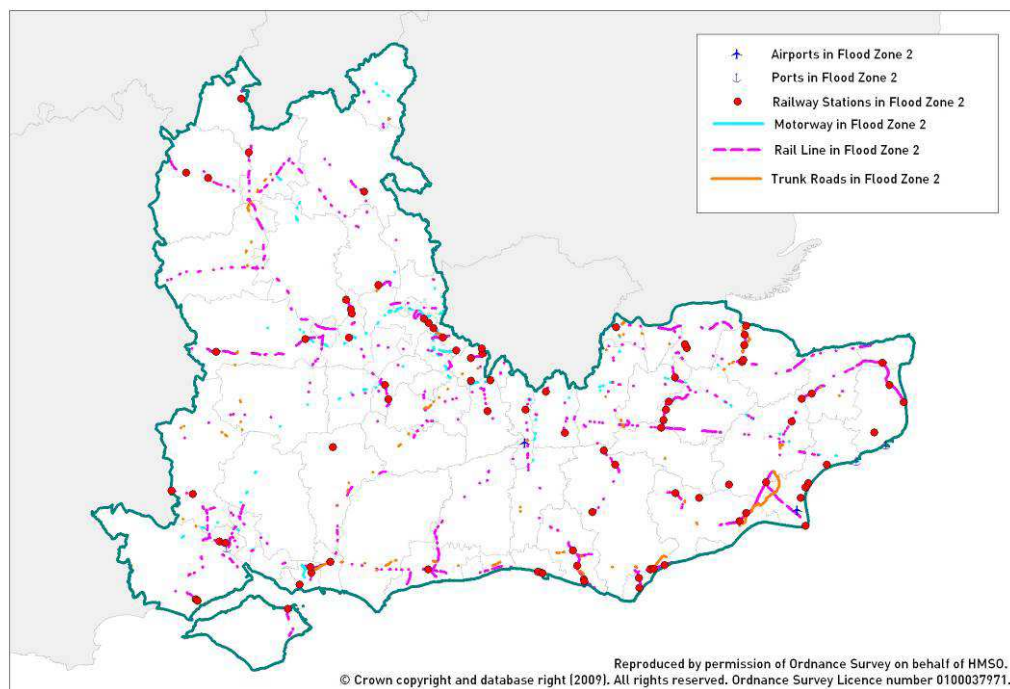 Airports in Flood Zone 2
Ports in Flood Zone 2
Railway Stations in Flood Zone 2
Motorway in Flood Zone 2
Rail Line in Flood Zone 2
Trunk Roads in Flood Zone 2
Reproduced by permission of Ordnance Survey on behalf of HMSO.
© Crown copyright and database right (2009). All rights reserved. Ordnance Survey Licence number 0100037971.